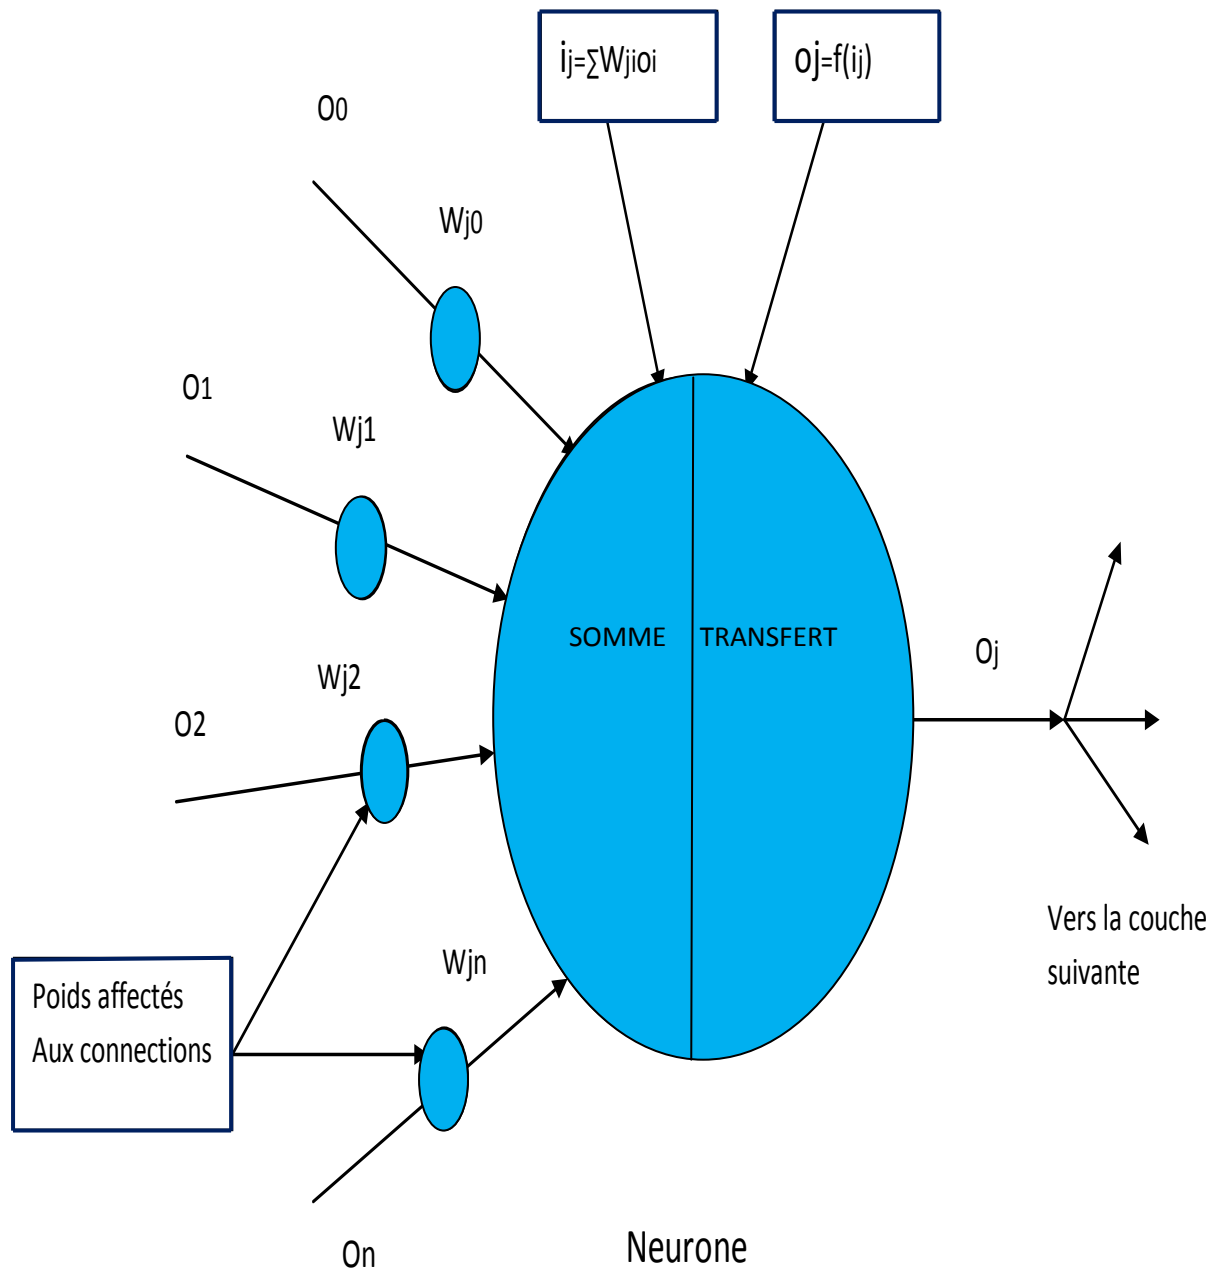 ij=∑Wjioi
oj=f(ij)
O0
Wj0
O1
Wj1
SOMME
TRANSFERT
Oj
Wj2
O2
Vers la couche
suivante
Wjn
Poids affectés
Aux connections
On
Neurone